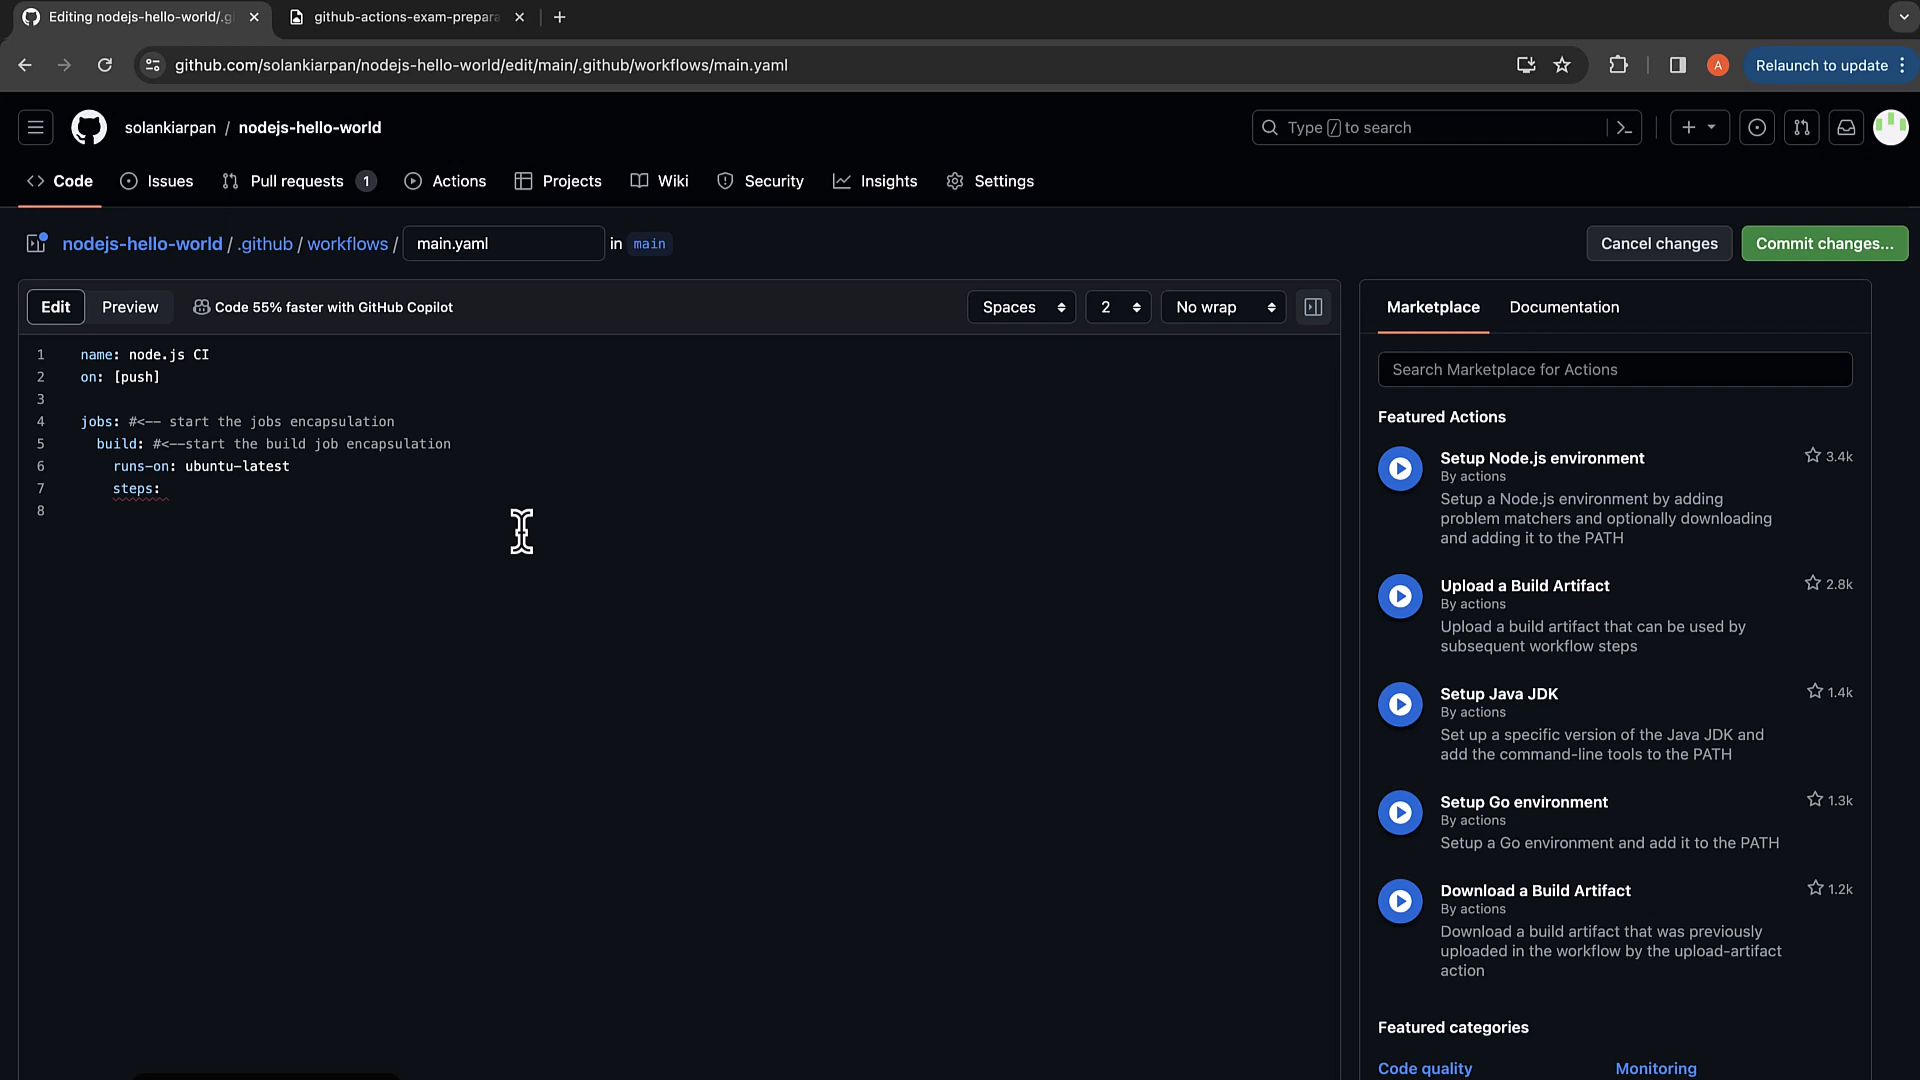 Editing nodejs-hello-world/.g
github-actions-exam-prepara
github.com/solankiarpan/nodejs-hello-world/edit/main/.github/workflows/main.yaml
A
Relaunch to update
solankiarpan / nodejs-hello-world
Type / to search
Code
Issues
Pull requests 1
Actions
Projects
Wiki
Security
Insights
Settings
nodejs-hello-world / .github / workflows / main.yaml in main
Cancel changes
Commit changes...
Edit
Preview
Code 55% faster with GitHub Copilot
Spaces
2
No wrap
1 name: node.js CI
2 on: [push]
3
4 jobs: #<-- start the jobs encapsulation
5 build: #<--start the build job encapsulation
6 runs-on: ubuntu-latest
7 steps:
8
Marketplace
Documentation
Search Marketplace for Actions
Featured Actions
Setup Node.js environment
3.4k
By actions
Setup a Node.js environment by adding
problem matchers and optionally downloading
and adding it to the PATH
Upload a Build Artifact
2.8k
By actions
Upload a build artifact that can be used by
subsequent workflow steps
Setup Java JDK
1.4k
By actions
Set up a specific version of the Java JDK and
add the command-line tools to the PATH
Setup Go environment
1.3k
By actions
Setup a Go environment and add it to the PATH
Download a Build Artifact
1.2k
By actions
Download a build artifact that was previously
uploaded in the workflow by the upload-artifact
action
Featured categories
Code quality
Monitoring